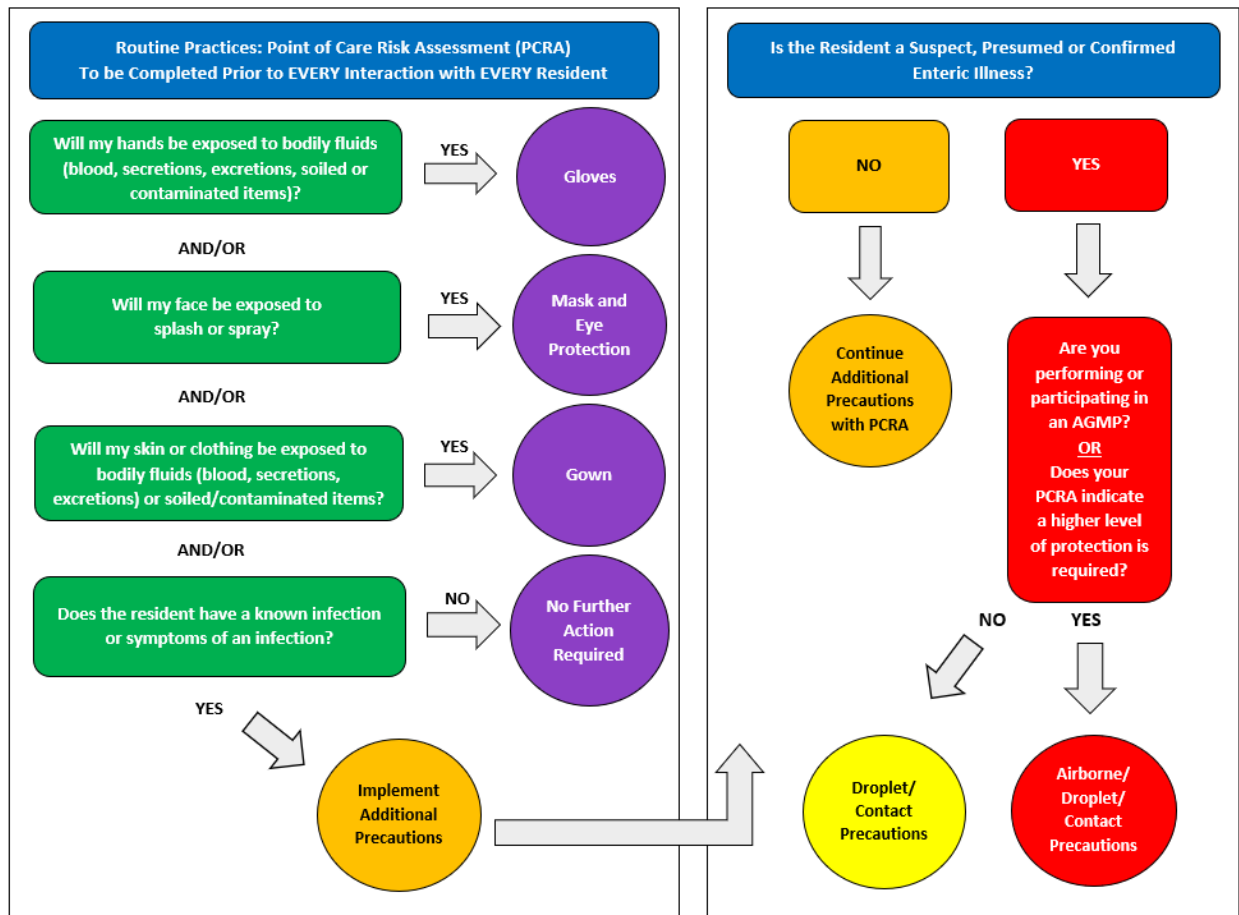 Routine Practices: Point of Care Risk Assessment (PCRA)
To be Completed Prior to EVERY Interaction with EVERY Resident
Will my hands be exposed to bodily fluids
(blood, secretions, excretions, soiled or
contaminated items)?
YES
Gloves
AND/OR
Will my face be exposed to
splash or spray?
YES
Mask and
Eye
Protection
AND/OR
Will my skin or clothing be exposed to
bodily fluids (blood, secretions,
excretions) or soiled/contaminated items?
YES
Gown
AND/OR
Does the resident have a known infection
or symptoms of an infection?
NO
No Further
Action
Required
YES
Implement
Additional
Precautions
Is the Resident a Suspect, Presumed or Confirmed
Enteric Illness?
NO
YES
Continue
Additional
Precautions
with PCRA
Are you
performing or
participating in
an AGMP?
OR
Does your
PCRA indicate
a higher level
of protection is
required?
NO
YES
Droplet/
Contact
Precautions
Airborne/
Droplet/
Contact
Precautions